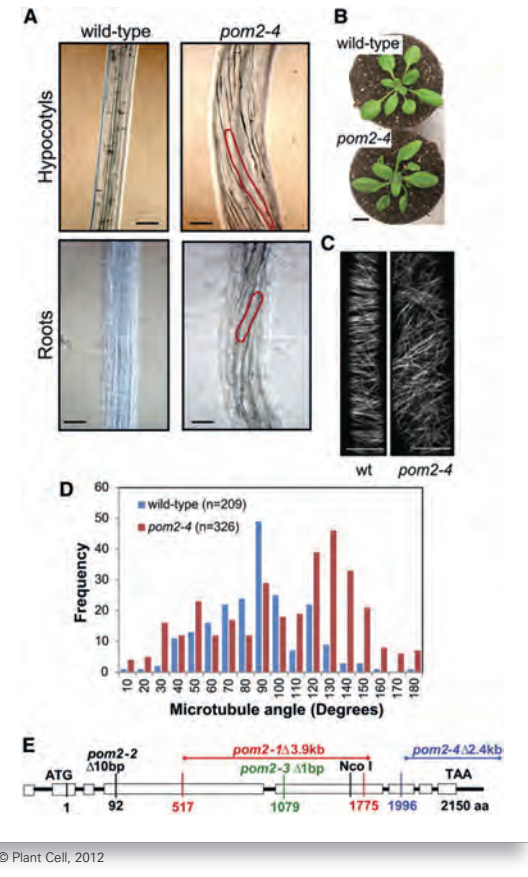 A
wild-type
pom2-4
Hypocotyls
Roots
B
wild-type
pom2-4
C
wt
pom2-4
D
60
50
40
30
20
10
0
Frequency
wild-type (n=209)
pom2-4 (n=326)
10 20 30 40 50 60 70 80 90 100 110 120 130 140 150 160 170 180
Microtubule angle (Degrees)
E
pom2-2
Δ10bp
pom2-1Δ3.9kb
pom2-4Δ2.4kb
pom2-3 Δ1bp
Nco I
ATG
TAA
1 92 517 1079 1775 1996 2150 aa
© Plant Cell, 2012